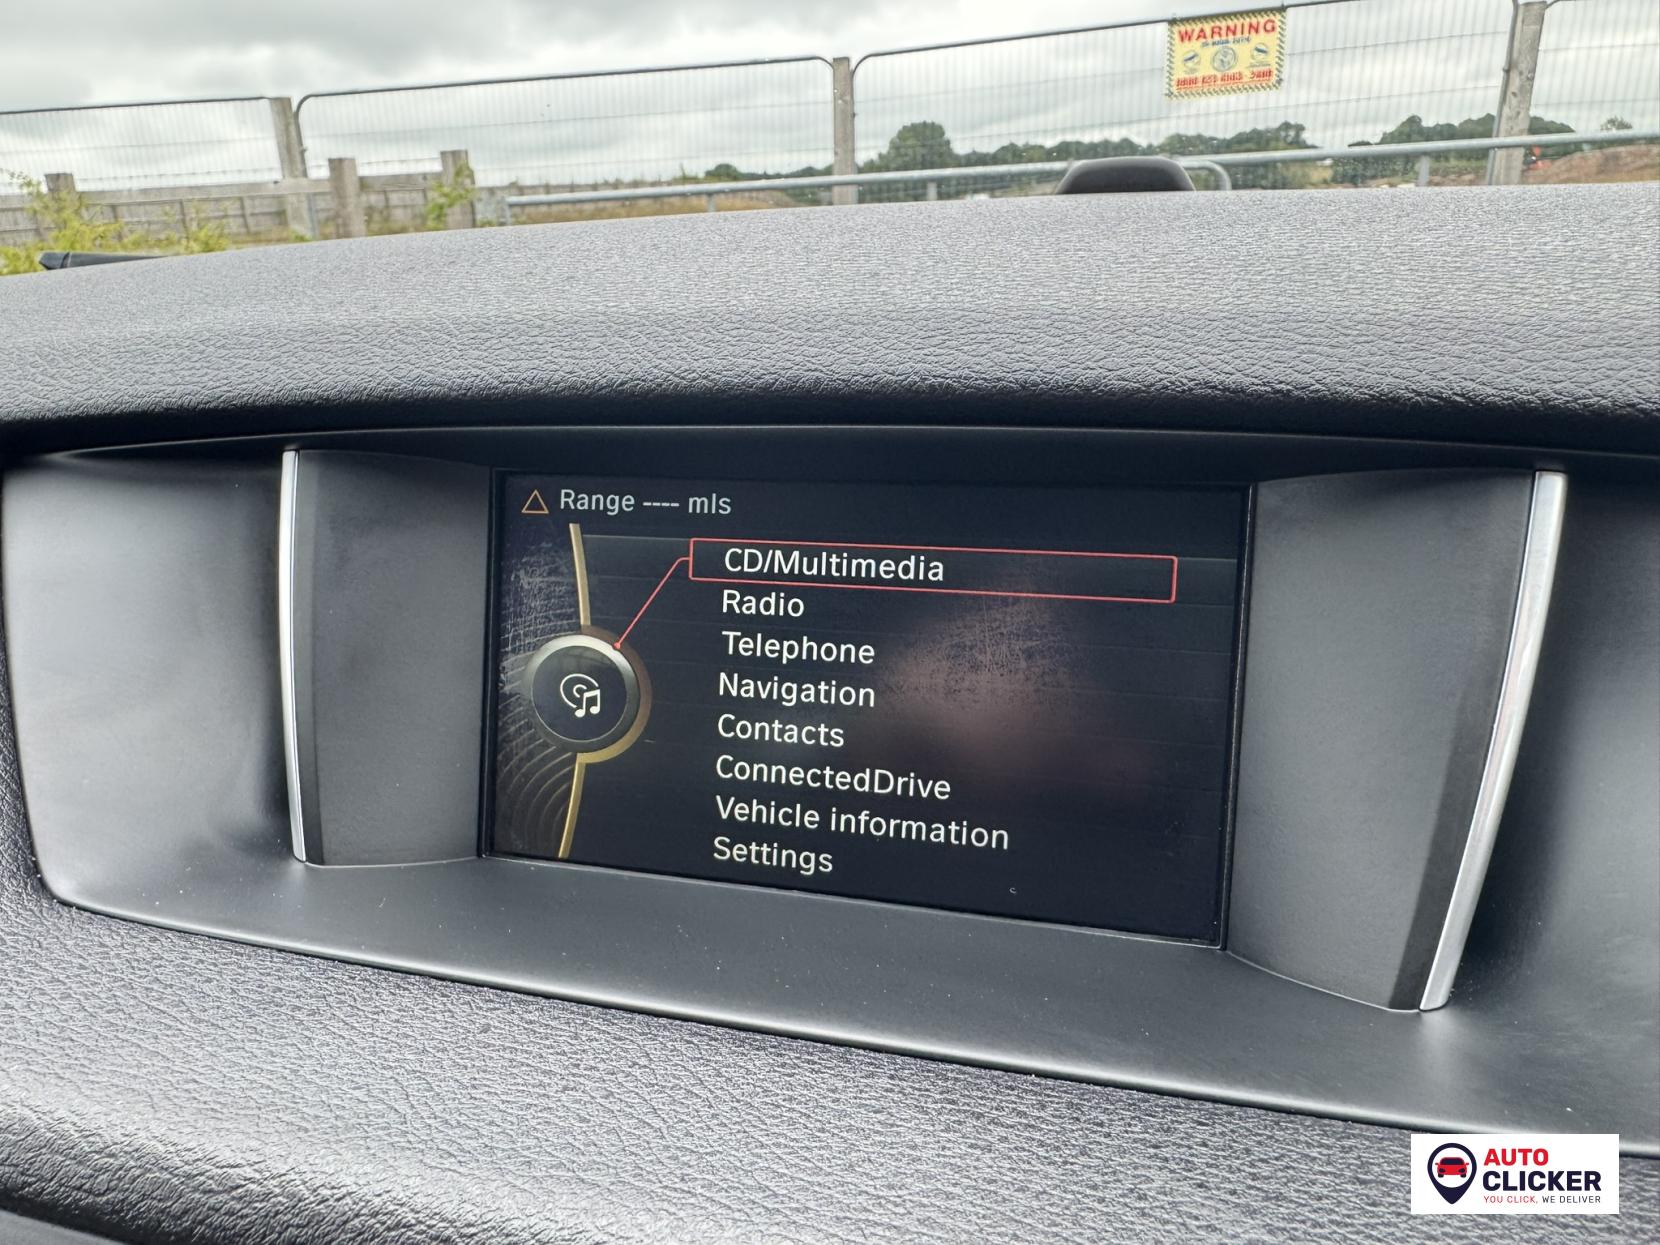 WARNING
Range ---- mls
CD/Multimedia
Radio
Telephone
Navigation
Contacts
ConnectedDrive
Vehicle information
Settings
AUTO
CLICKER
YOU CLICK, WE DELIVER